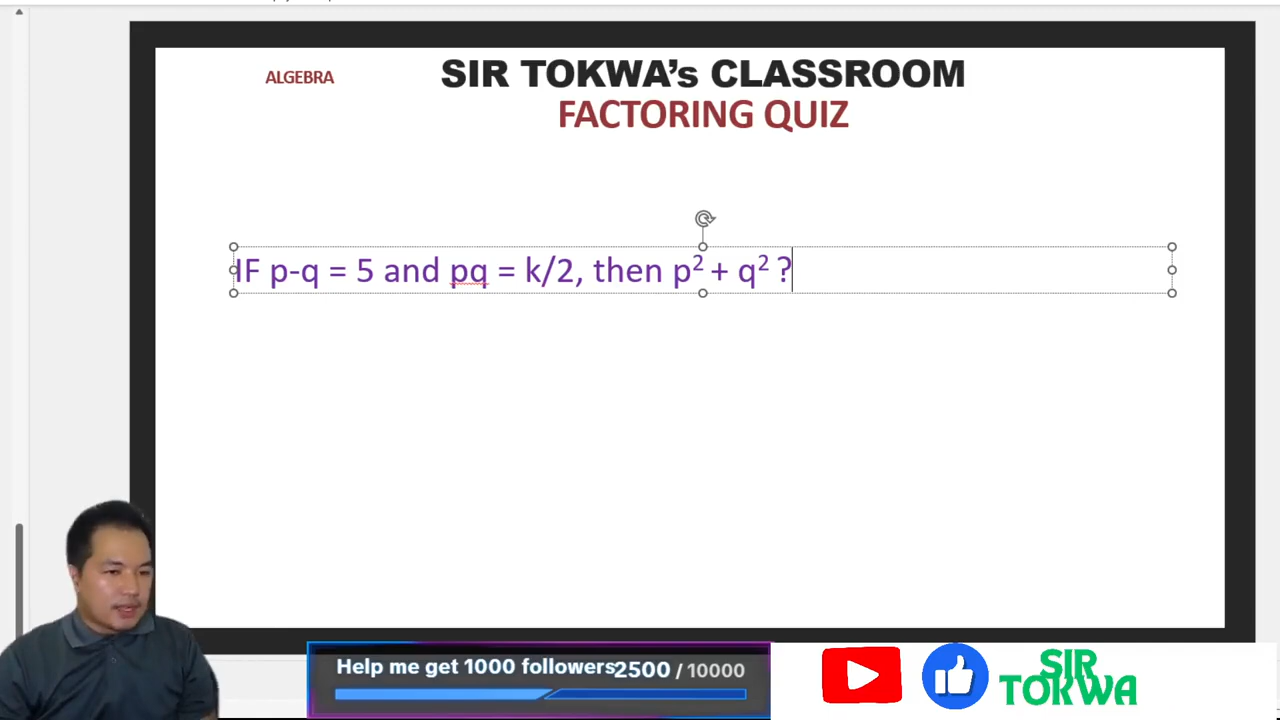 ALGEBRA
SIR TOKWA's CLASSROOM
FACTORING QUIZ
IF p-q = 5 and pq = k/2, then p² + q² ?
Help me get 1000 followers 2500 / 10000
SIR
TOKWA